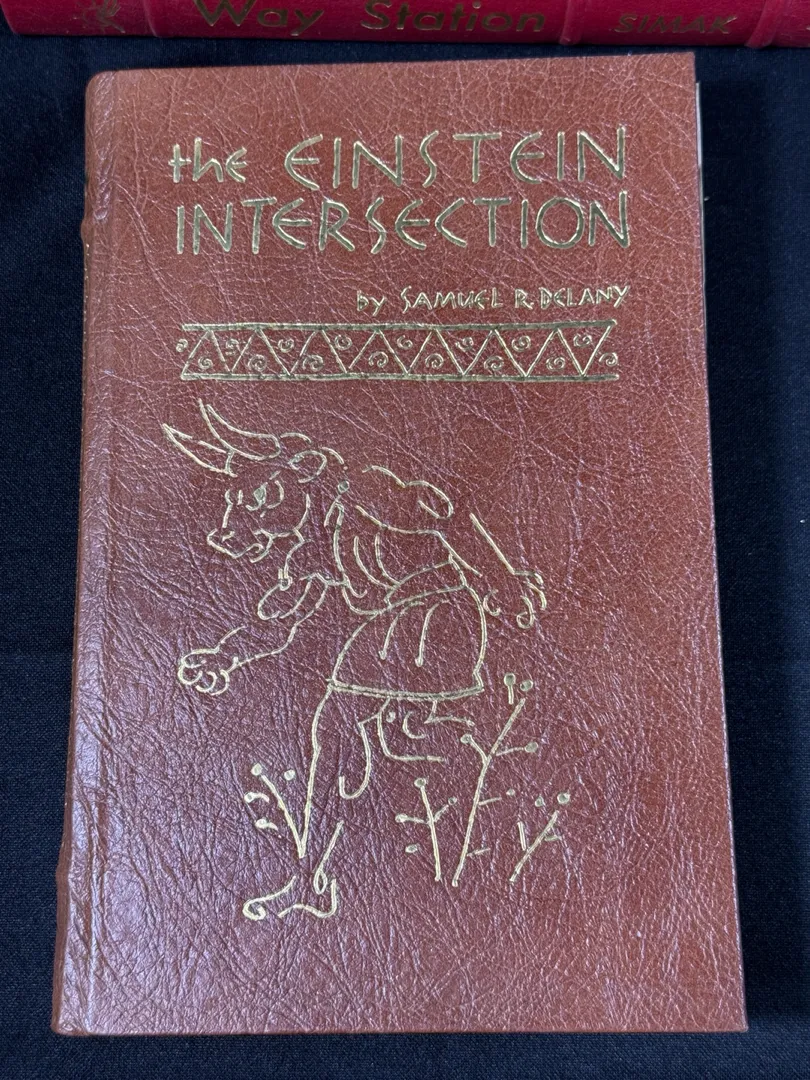 Way Station SIMAK
the EINSTEIN
INTERSECTION
by SAMUEL R. DELANY